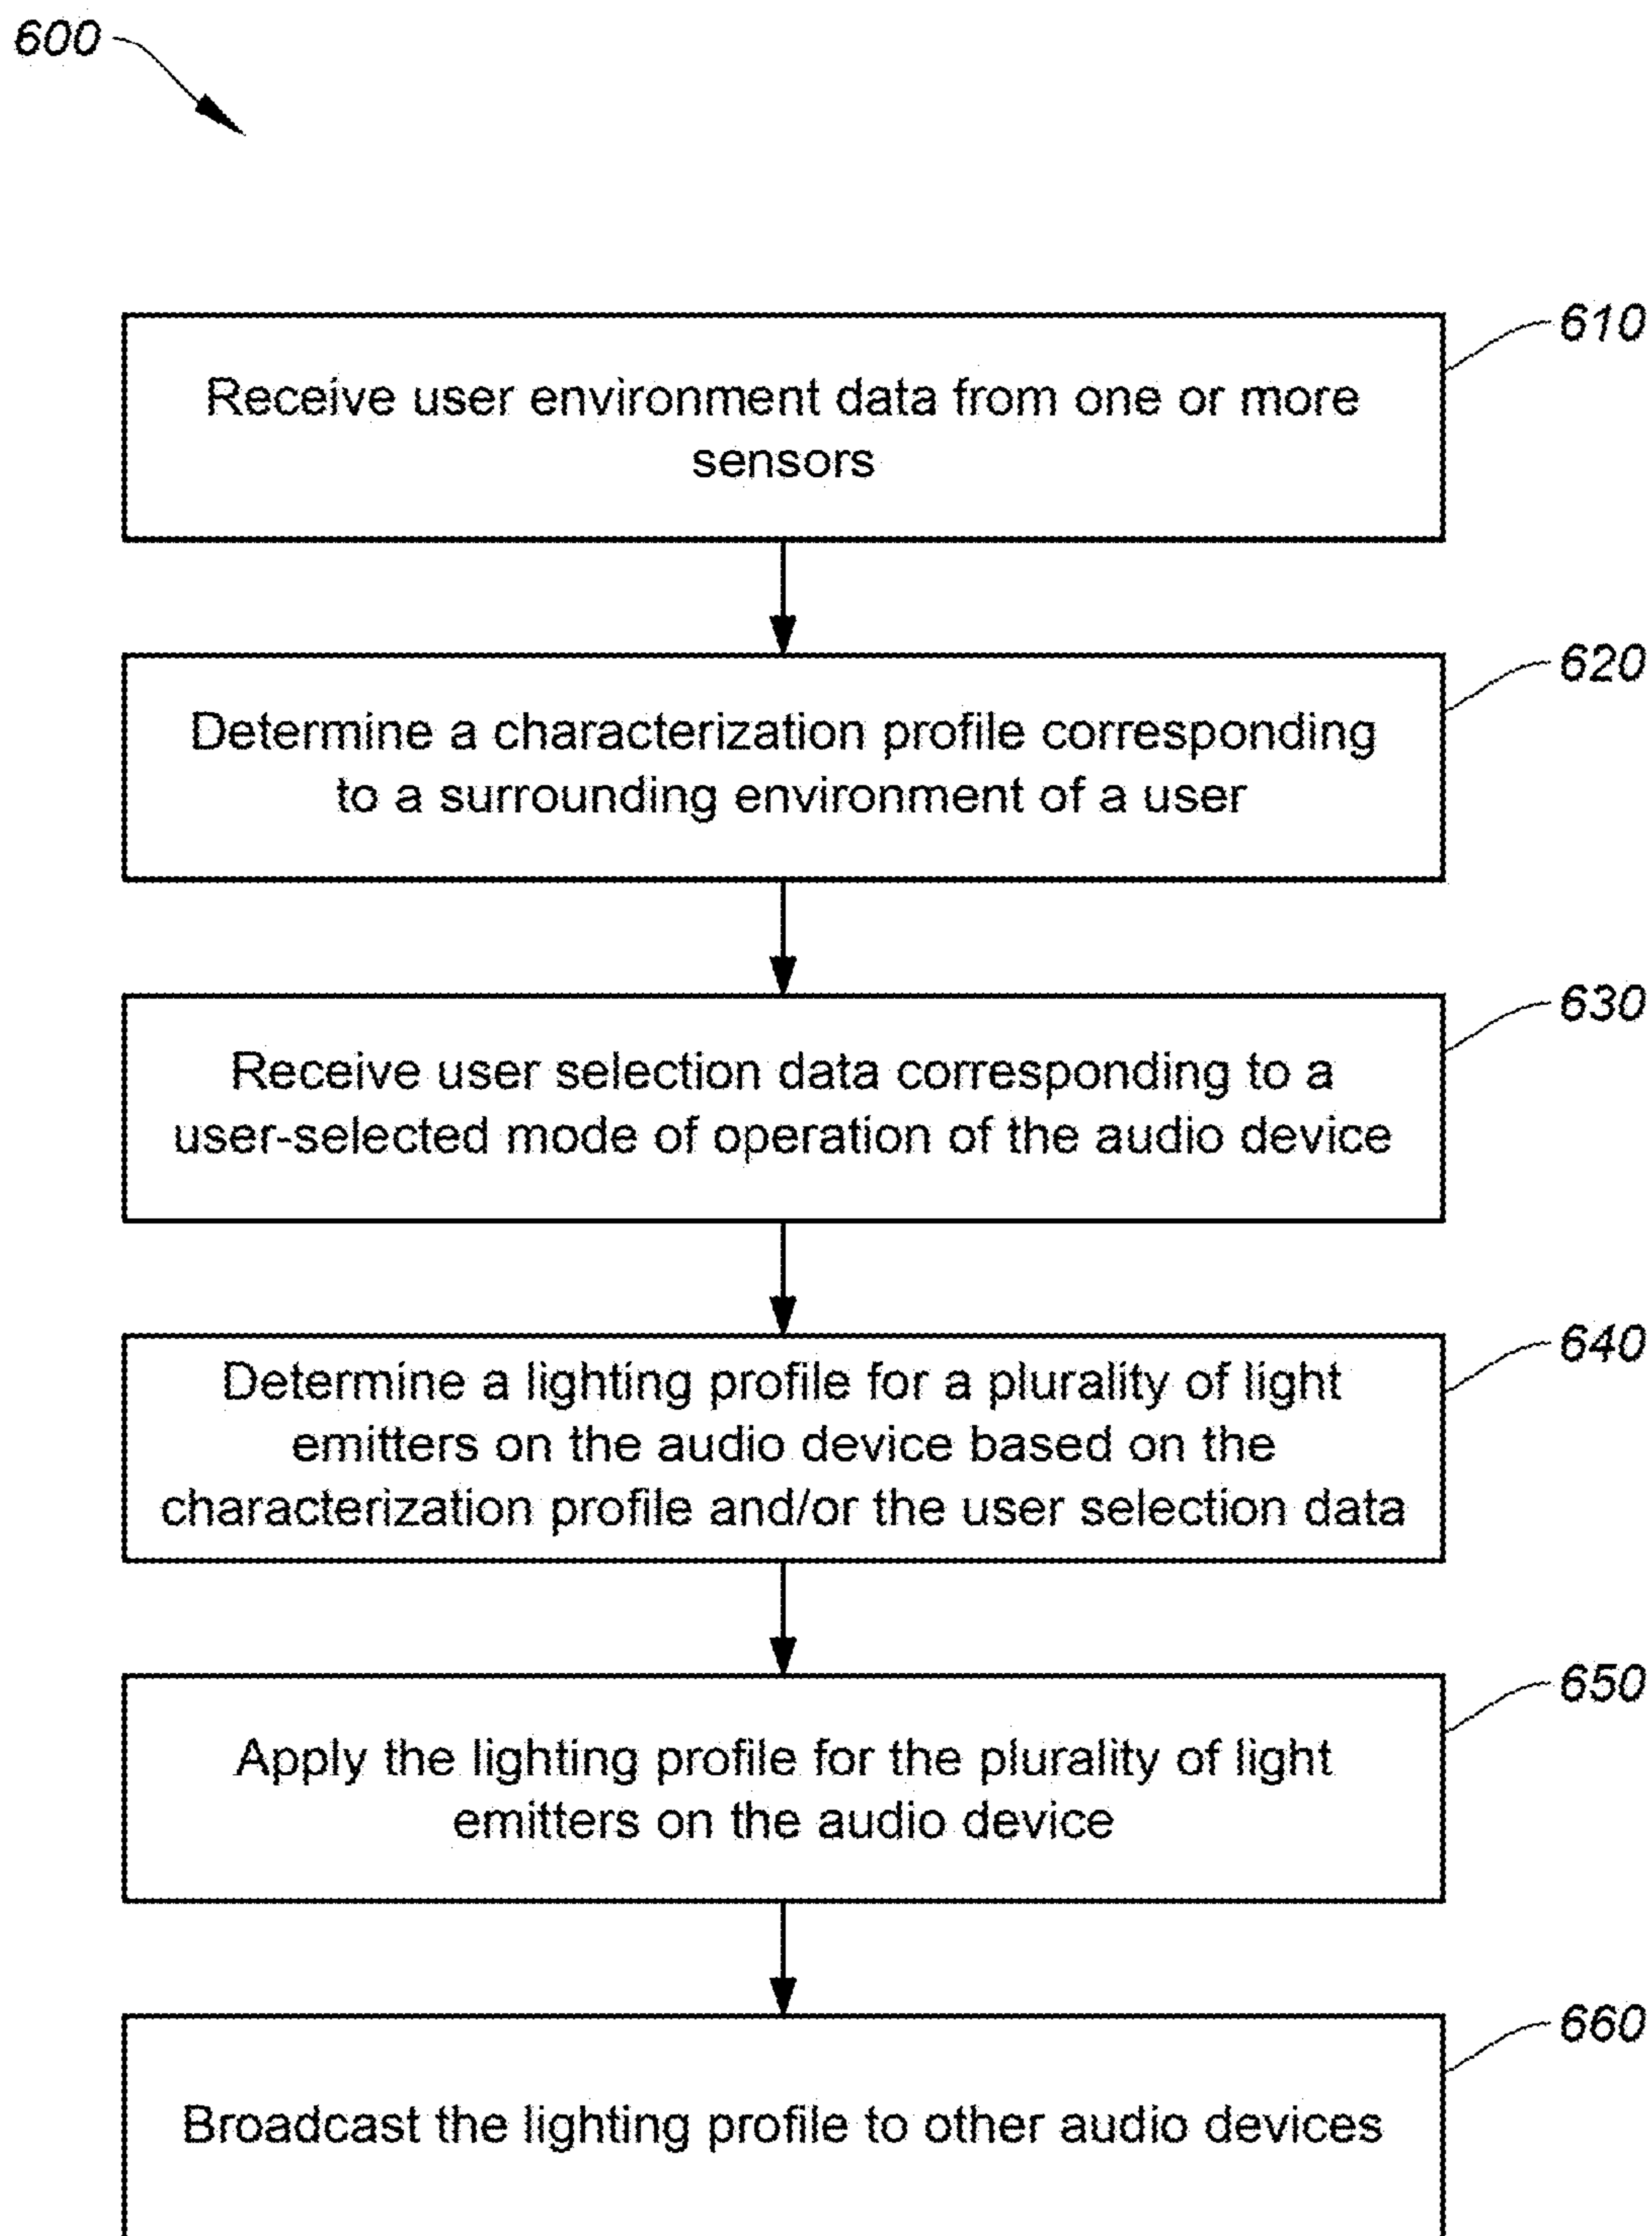 600
610
Receive user environment data from one or more
sensors
620
Determine a characterization profile corresponding
to a surrounding environment of a user
630
Receive user selection data corresponding to a
user-selected mode of operation of the audio device
640
Determine a lighting profile for a plurality of light
emitters on the audio device based on the
characterization profile and/or the user selection data
650
Apply the lighting profile for the plurality of light
emitters on the audio device
660
Broadcast the lighting profile to other audio devices